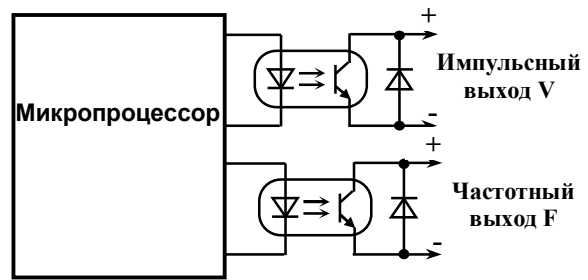 +
Импульсный
выход V
-
Микропроцессор
+
Частотный
выход F
-